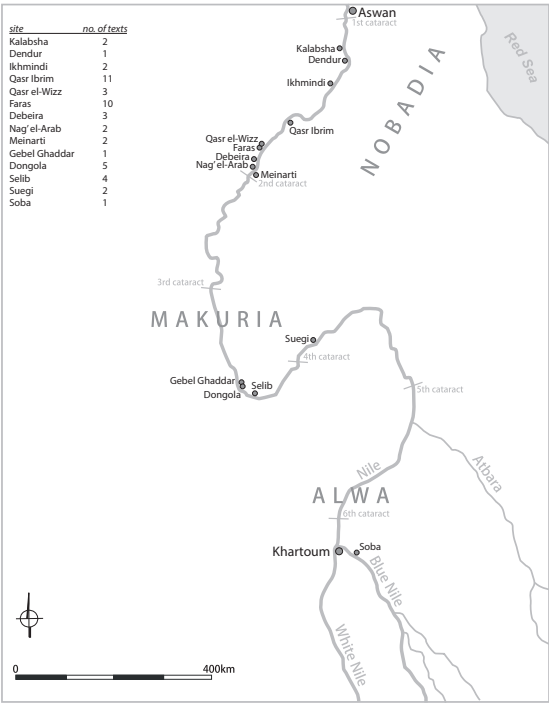 site no. of texts
Kalabsha 2
Dendur 1
Ikhmindi 2
Qasr Ibrim 11
Qasr el-Wizz 3
Faras 10
Debeira 3
Nag' el-Arab 2
Meinarti 2
Gebel Ghaddar 1
Dongola 5
Selib 4
Suegi 2
Soba 1
Aswan
1st cataract
Red Sea
Kalabsha
Dendur
Ikhmindi
NOBADIA
Qasr Ibrim
Qasr el-Wizz
Faras
Debeira
Nag' el-Arab
Meinarti
2nd cataract
3rd cataract
MAKURIA
Suegi
4th cataract
Gebel Ghaddar
Selib
Dongola
5th cataract
Nile
Atbara
ALWA
6th cataract
Khartoum
Soba
Blue Nile
White Nile
0 400km